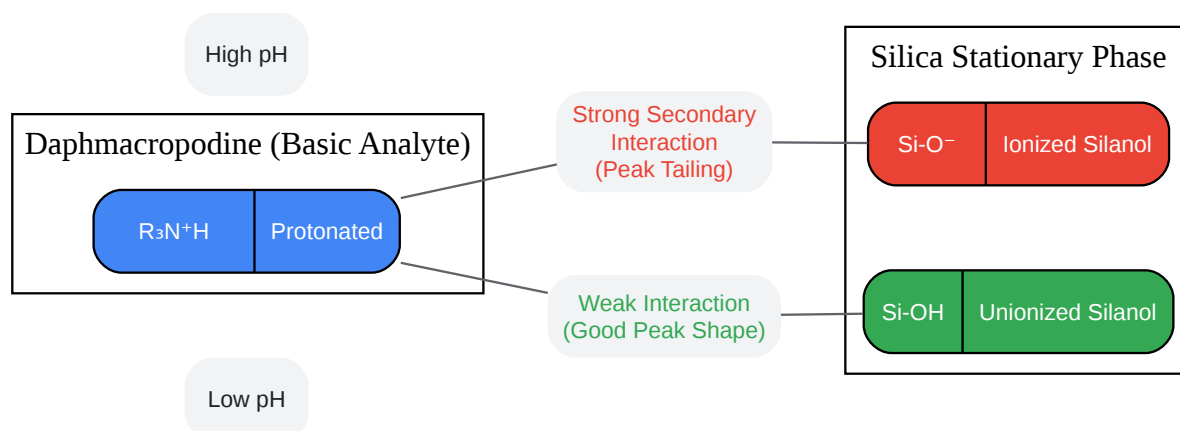 High pH
Daphmacropodine (Basic Analyte)
R₃N⁺H
Protonated
Low pH
Strong Secondary
Interaction
(Peak Tailing)
Weak Interaction
(Good Peak Shape)
Silica Stationary Phase
Si-O⁻
Ionized Silanol
Si-OH
Unionized Silanol